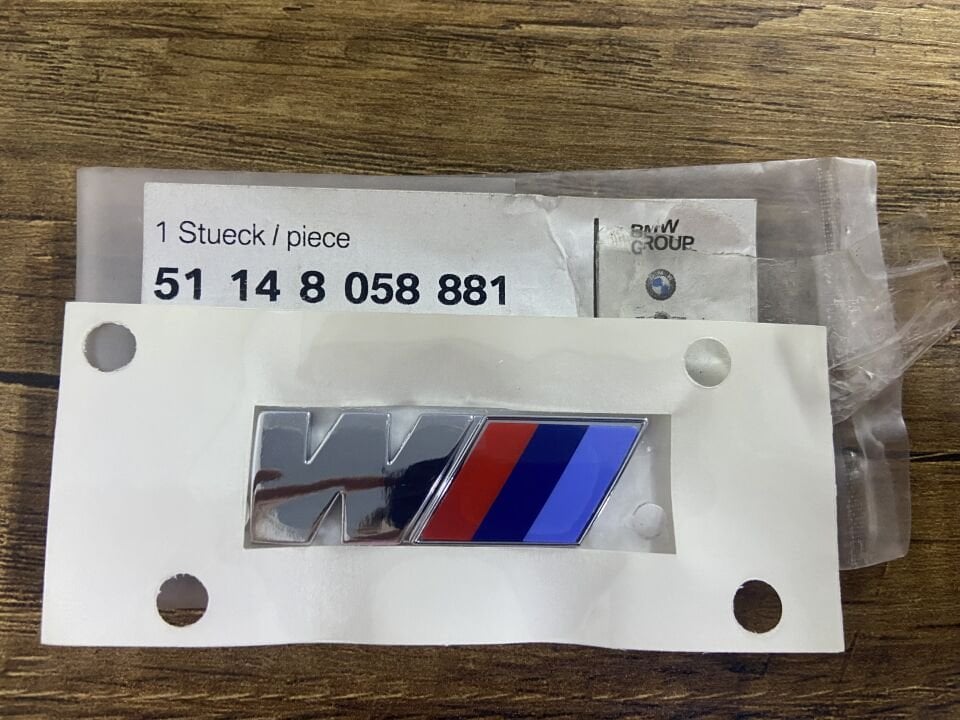 1 Stueck / piece
51 14 8 058 881
BMW
GROUP